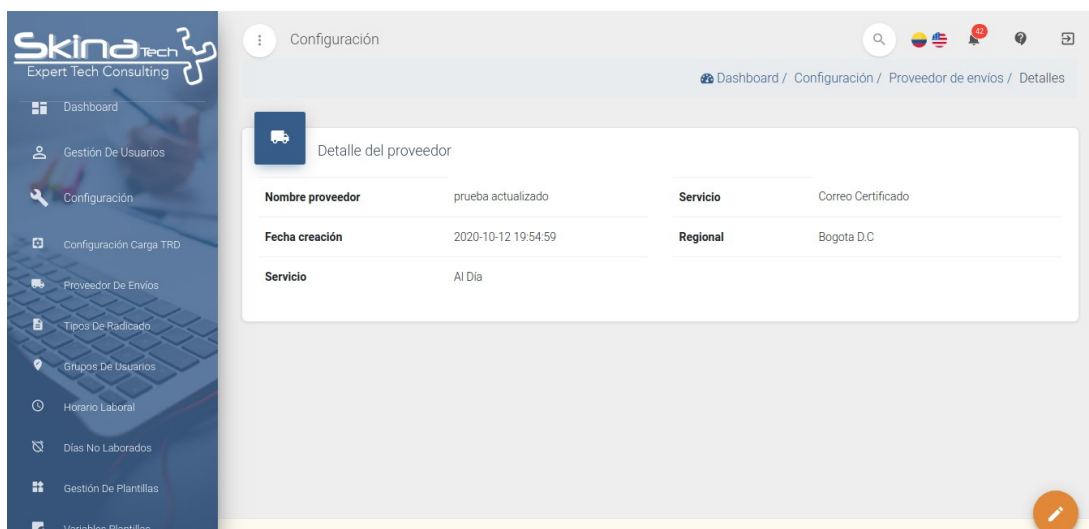 Skina Tech
Expert Tech Consulting
Dashboard
Gestión De Usuarios
Configuración
Configuración Carga TRD
Proveedor De Envíos
Tipos De Radicado
Grupos De Usuarios
Horario Laboral
Días No Laborados
Gestión De Plantillas
Variables Plantillas
Configuración
42
Dashboard / Configuración / Proveedor de envíos / Detalles
Detalle del proveedor
Nombre proveedor prueba actualizado Servicio Correo Certificado
Fecha creación 2020-10-12 19:54:59 Regional Bogota D.C
Servicio Al Día